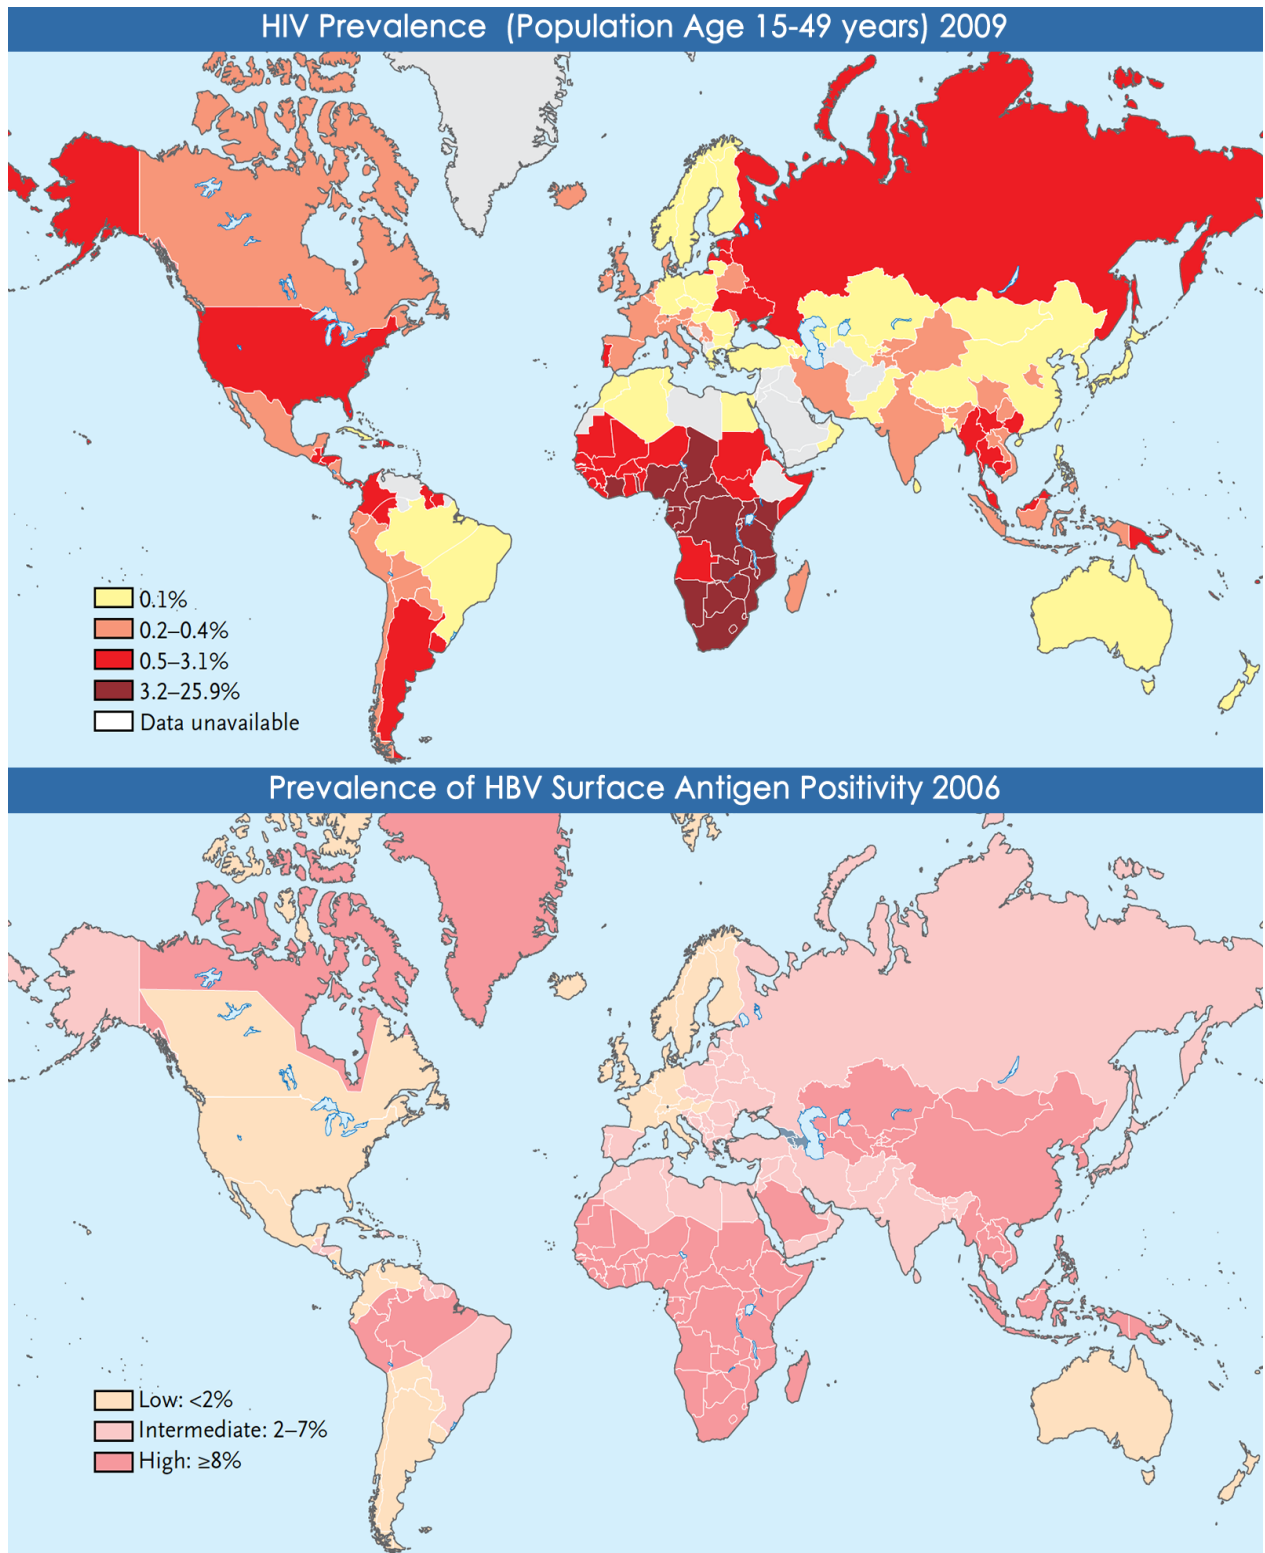 HIV Prevalence (Population Age 15-49 years) 2009
0.1%
0.2–0.4%
0.5–3.1%
3.2–25.9%
Data unavailable
Prevalence of HBV Surface Antigen Positivity 2006
Low: <2%
Intermediate: 2–7%
High: ≥8%